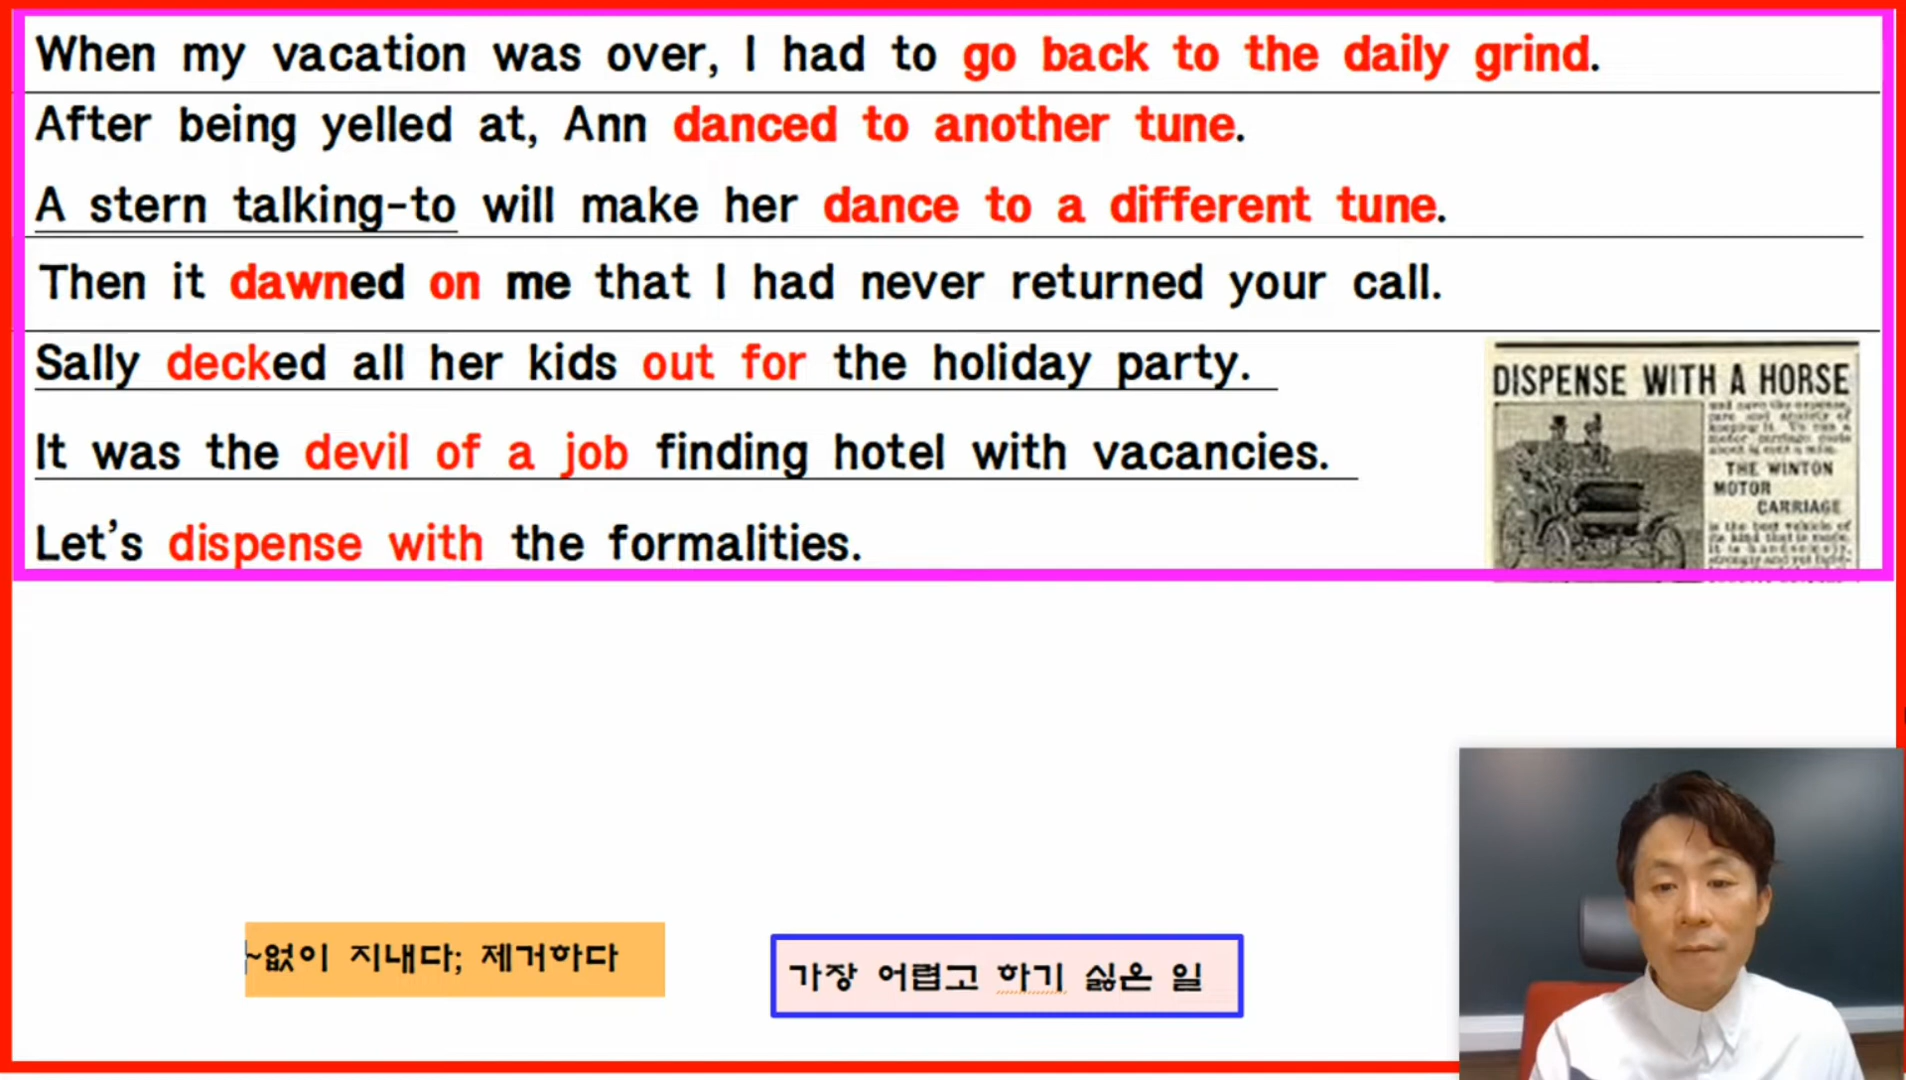 When my vacation was over, I had to go back to the daily grind.
After being yelled at, Ann danced to another tune.
A stern talking-to will make her dance to a different tune.
Then it dawned on me that I had never returned your call.
Sally decked all her kids out for the holiday party.
It was the devil of a job finding hotel with vacancies.
Let's dispense with the formalities.
DISPENSE WITH A HORSE
THE WINTON
MOTOR
CARRIAGE
~없이 지내다; 제거하다
가장 어렵고 하기 싫은 일